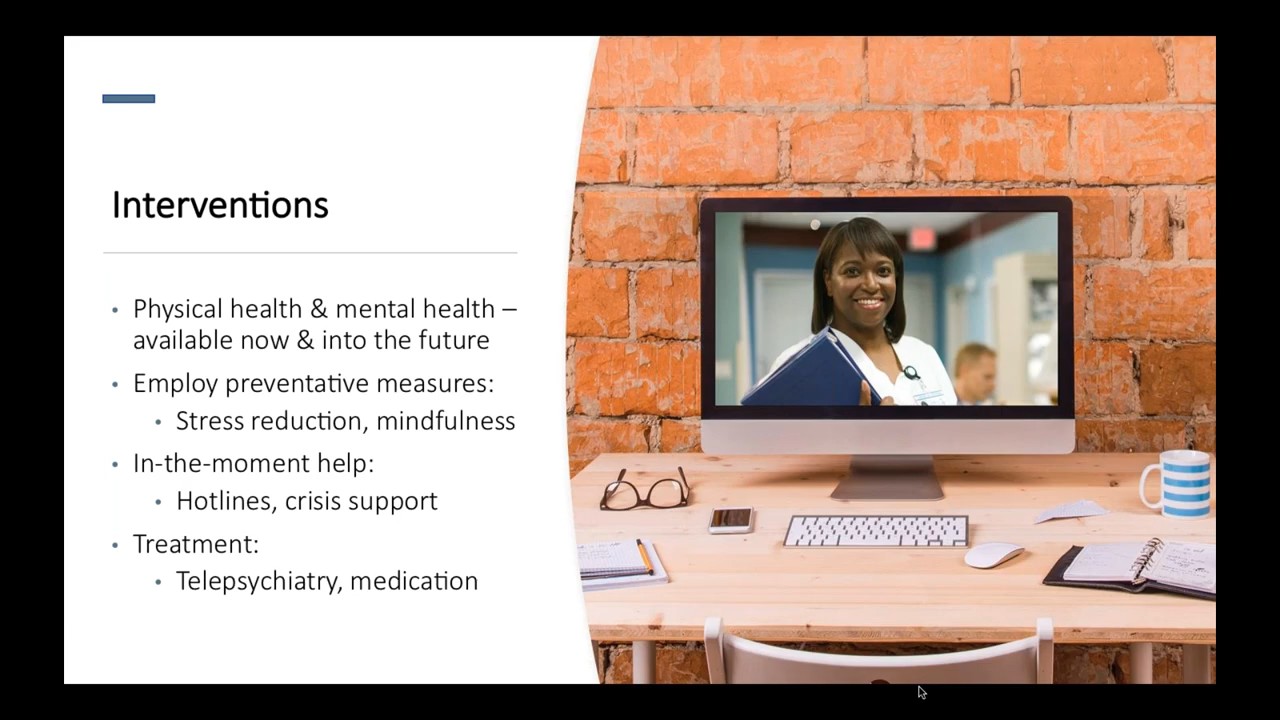 Interventions
• Physical health & mental health –
available now & into the future
• Employ preventative measures:
• Stress reduction, mindfulness
• In-the-moment help:
• Hotlines, crisis support
• Treatment:
• Telepsychiatry, medication